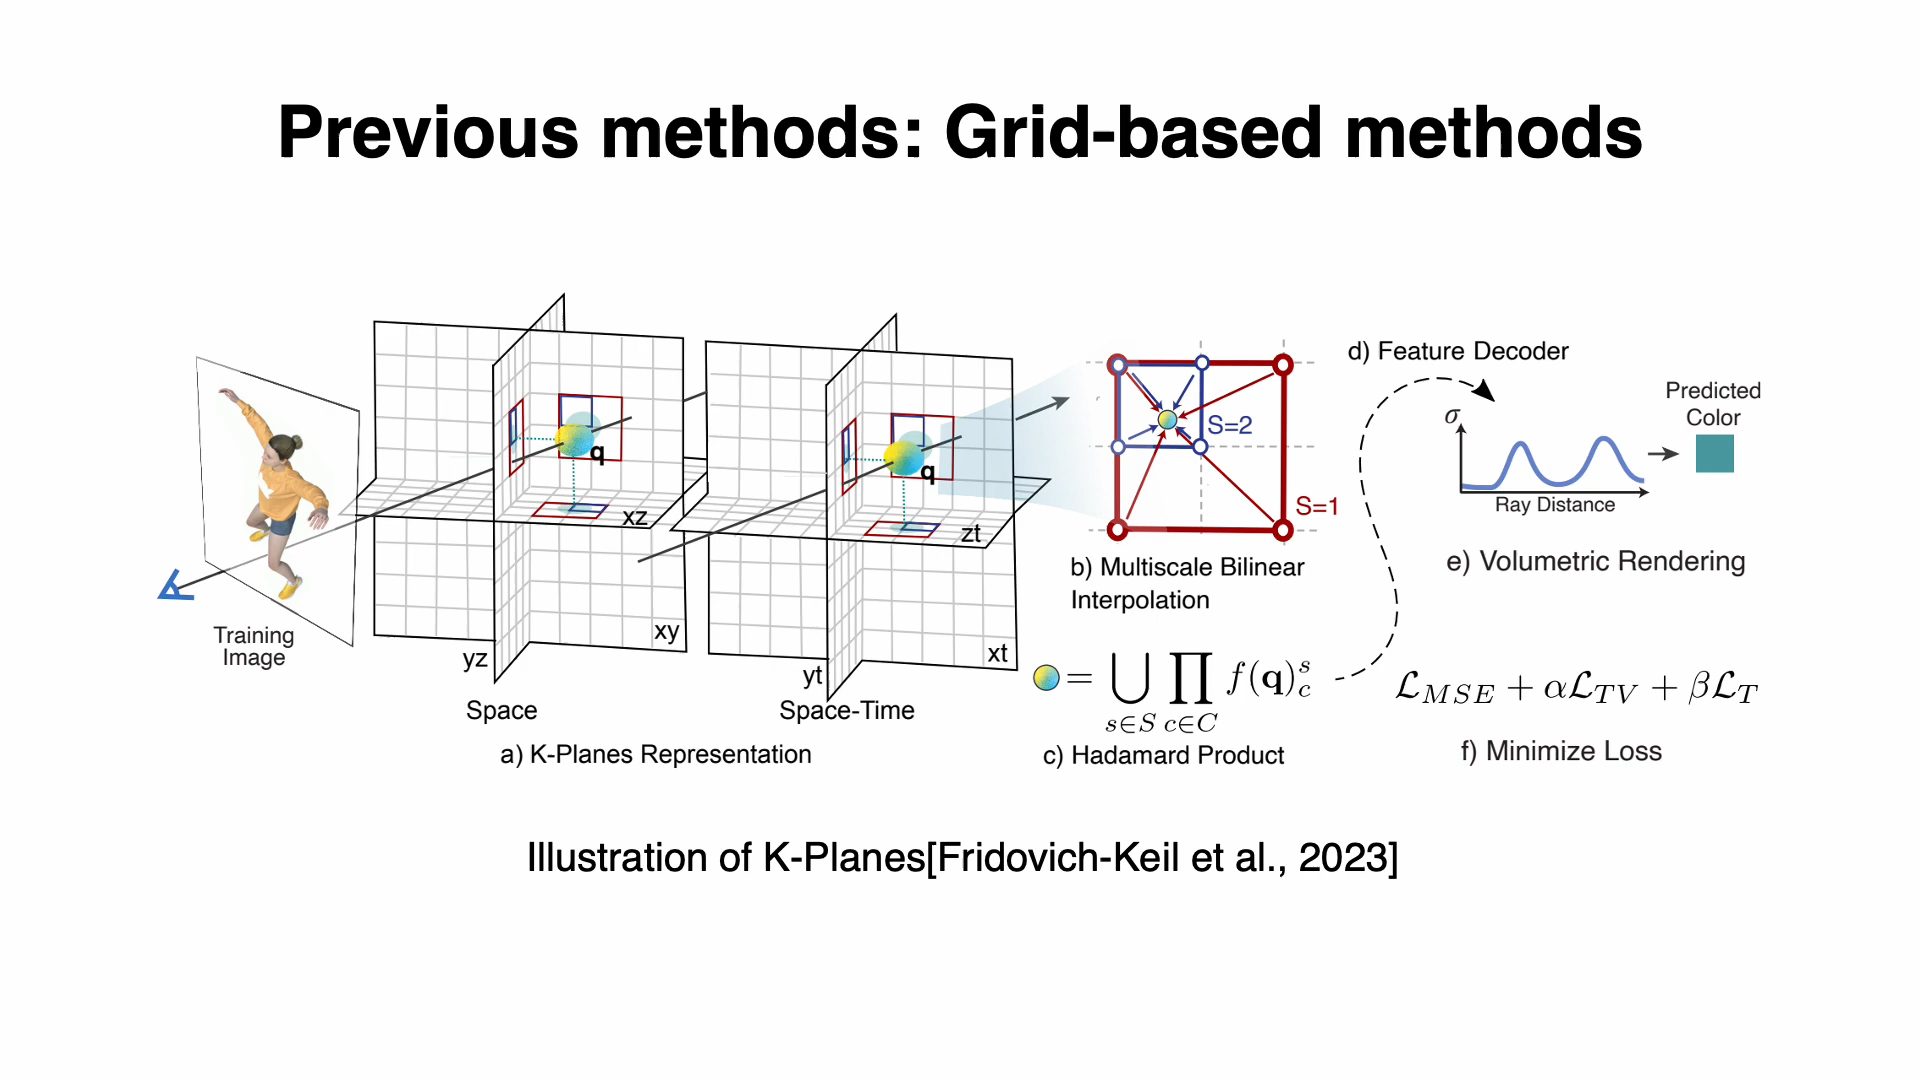 Previous methods: Grid-based methods
Training
Image
q
xz
xy
yz
Space
q
zt
xt
yt
Space-Time
a) K-Planes Representation
S=2
S=1
b) Multiscale Bilinear
Interpolation
= ⋃ s∈S ∏ c∈C f(q)ₛᶜ
c) Hadamard Product
d) Feature Decoder
σ
Ray Distance
Predicted
Color
e) Volumetric Rendering
ℒ_MSE + αℒ_TV + βℒ_T
f) Minimize Loss
Illustration of K-Planes[Fridovich-Keil et al., 2023]